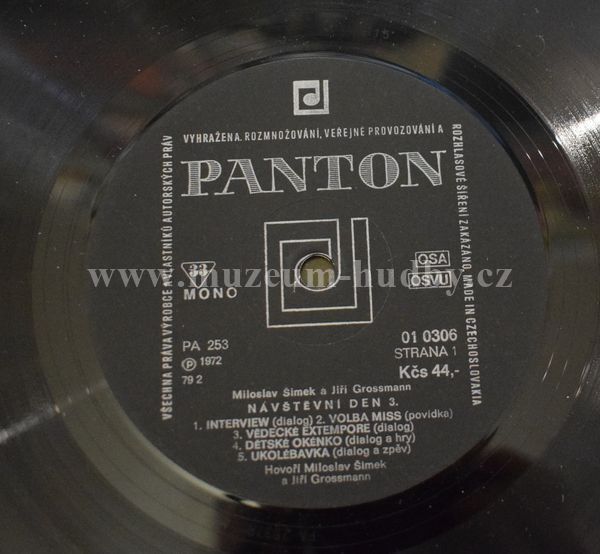 VŠECHNA PRÁVA VÝROBCE A VLASTNÍKŮ AUTORSKÝCH PRÁV
VYHRAŽENA. ROZMNOŽOVÁNÍ, VEŘEJNÉ PROVOZOVÁNÍ A
ROZHLASOVÉ ŠÍŘENÍ ZAKÁZÁNO, MADE IN CZECHOSLOVAKIA
PANTON
www.muzeum-hudby.cz
33
MONO
OSA
OSVU
PA 253
℗ 1972
79 2
01 0306
STRANA 1
Kčs 44,-
Miloslav Šimek a Jiří Grossmann
NÁVŠTĚVNÍ DEN 3.
1. INTERVIEW (dialog) 2. VOLBA MISS (povídka)
3. VĚDECKÉ EXTEMPORE (dialog)
4. DĚTSKÉ OKÉNKO (dialog a hry)
5. UKOLÉBAVKA (dialog a zpěv)
Hovoří Miloslav Šimek
a Jiří Grossmann